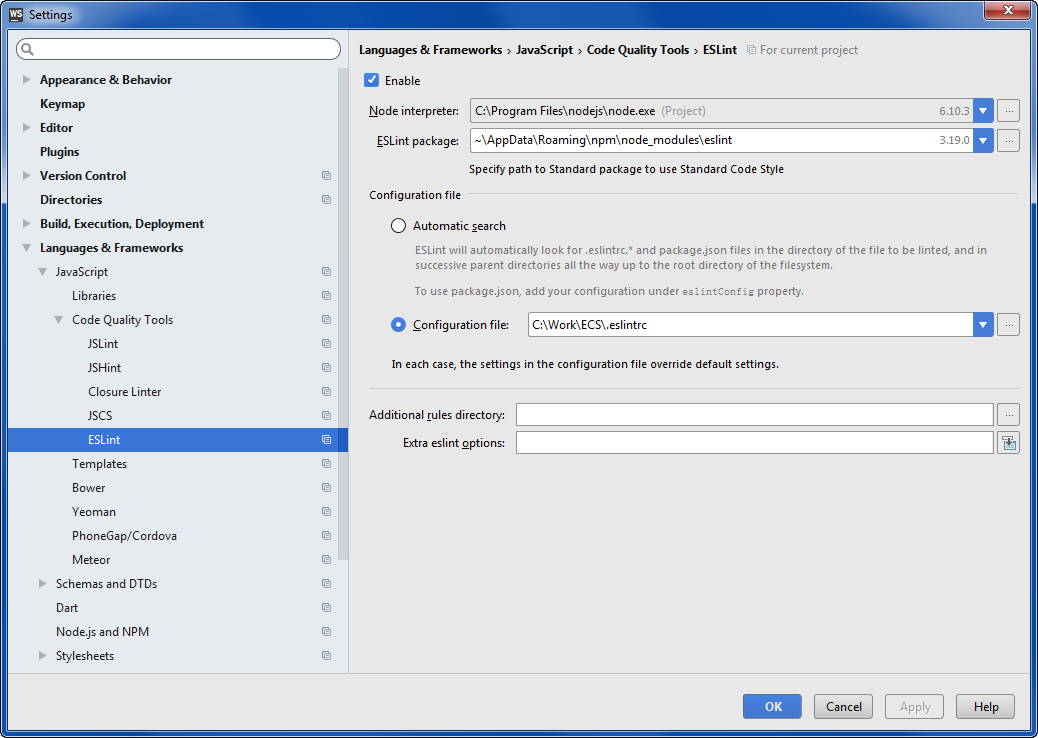 WS Settings
Appearance & Behavior
Keymap
Editor
Plugins
Version Control
Directories
Build, Execution, Deployment
Languages & Frameworks
JavaScript
Libraries
Code Quality Tools
JSLint
JSHint
Closure Linter
JSCS
ESLint
Templates
Bower
Yeoman
PhoneGap/Cordova
Meteor
Schemas and DTDs
Dart
Node.js and NPM
Stylesheets
Languages & Frameworks › JavaScript › Code Quality Tools › ESLint For current project
Enable
Node interpreter: C:\Program Files\nodejs\node.exe (Project) 6.10.3 ...
ESLint package: ~\AppData\Roaming\npm\node_modules\eslint 3.19.0 ...
Specify path to Standard package to use Standard Code Style
Configuration file
Automatic search
ESLint will automatically look for .eslintrc.* and package.json files in the directory of the file to be linted, and in
successive parent directories all the way up to the root directory of the filesystem.
To use package.json, add your configuration under eslintConfig property.
Configuration file: C:\Work\ECS\.eslintrc ...
In each case, the settings in the configuration file override default settings.
Additional rules directory: ...
Extra eslint options:
OK Cancel Apply Help